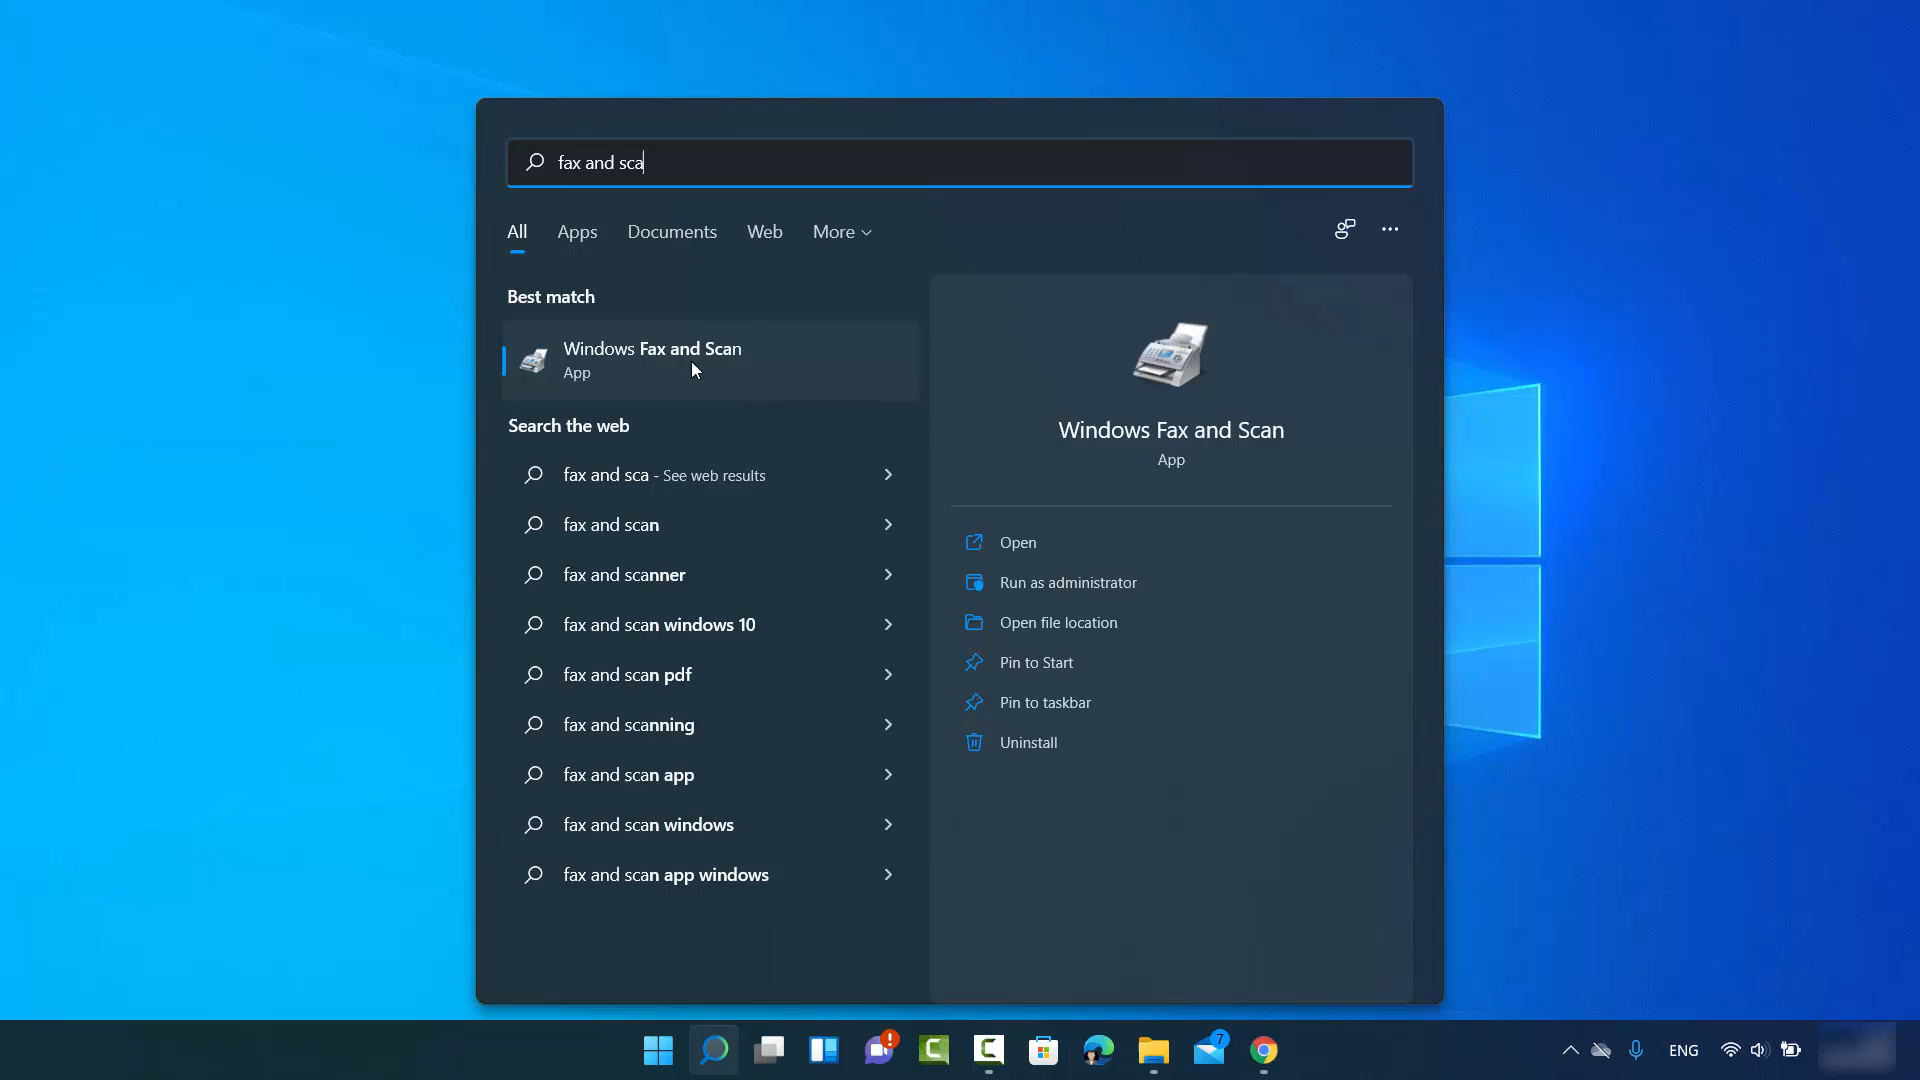 fax and sca
All Apps Documents Web More
Best match
Windows Fax and Scan
App
Search the web
fax and sca - See web results
fax and scan
fax and scanner
fax and scan windows 10
fax and scan pdf
fax and scanning
fax and scan app
fax and scan windows
fax and scan app windows
Windows Fax and Scan
App
Open
Run as administrator
Open file location
Pin to Start
Pin to taskbar
Uninstall
!
C
C
7
ENG